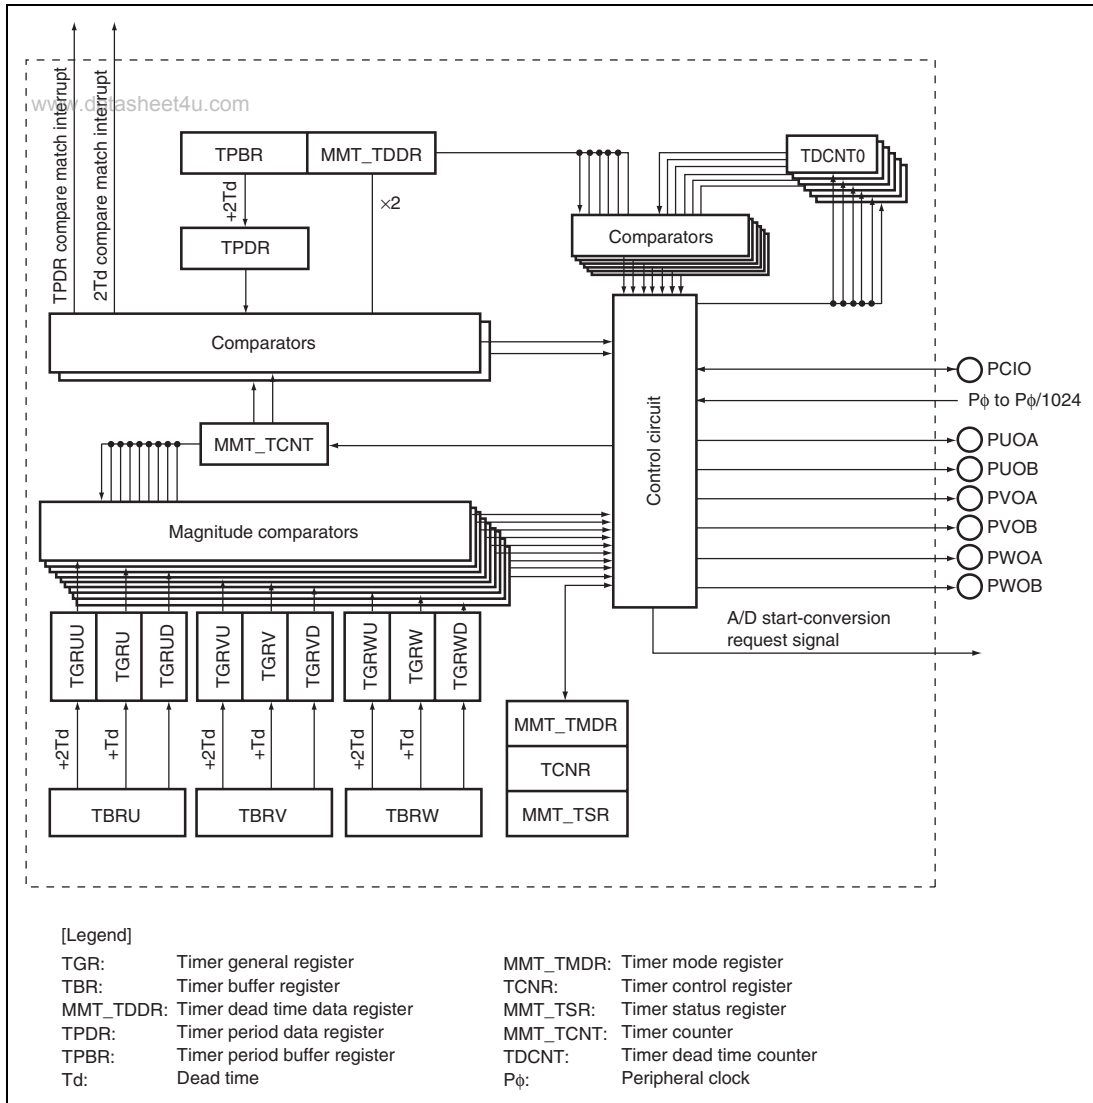 TPDR compare match interrupt
2Td compare match interrupt
www.datasheet4u.com
TPBR
MMT_TDDR
TDCNT0
+2Td
×2
Comparators
TPDR
Comparators
PCIO
Pϕ to Pϕ/1024
MMT_TCNT
Control circuit
PUOA
PUOB
PVOA
PVOB
PWOA
PWOB
Magnitude comparators
A/D start-conversion
request signal
TGRUU
TGRU
TGRUD
TGRVU
TGRV
TGRVD
TGRWU
TGRW
TGRWD
MMT_TMDR
TCNR
MMT_TSR
+2Td
+Td
+2Td
+Td
+2Td
+Td
TBRU
TBRV
TBRW
[Legend]
TGR: Timer general register
TBR: Timer buffer register
MMT_TDDR: Timer dead time data register
TPDR: Timer period data register
TPBR: Timer period buffer register
Td: Dead time
MMT_TMDR: Timer mode register
TCNR: Timer control register
MMT_TSR: Timer status register
MMT_TCNT: Timer counter
TDCNT: Timer dead time counter
Pϕ: Peripheral clock